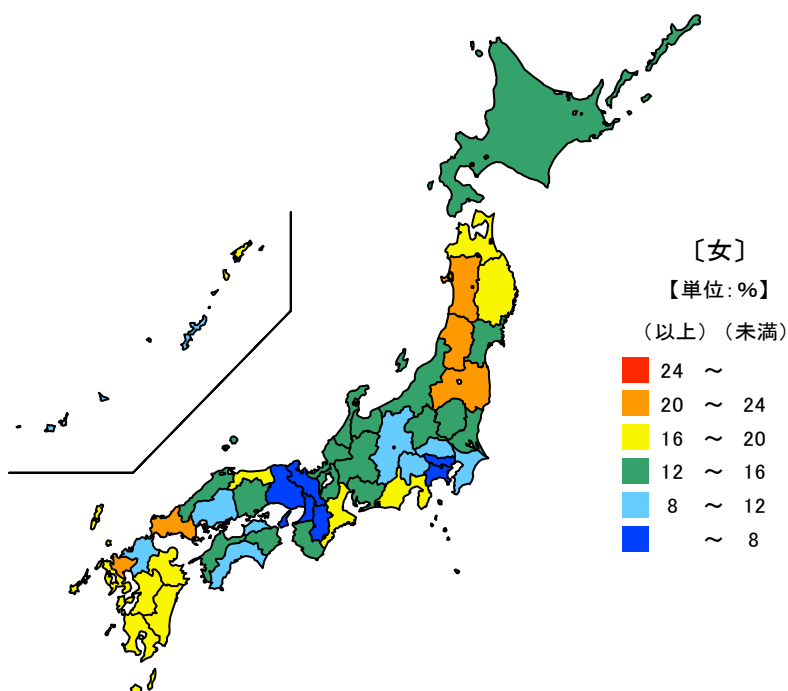 〔女〕
【単位：%】
（以上）（未満）
24 ～
20 ～ 24
16 ～ 20
12 ～ 16
8 ～ 12
～ 8